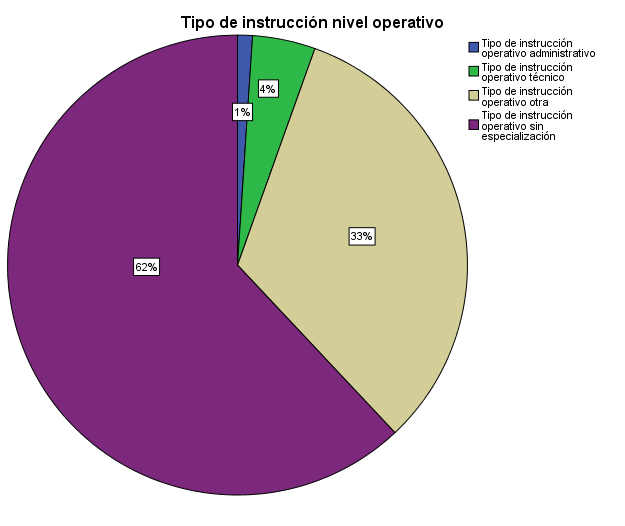 Tipo de instrucción nivel operativo
Tipo de instrucción
operativo administrativo
Tipo de instrucción
operativo técnico
Tipo de instrucción
operativo otra
Tipo de instrucción
operativo sin
especialización
4%
1%
33%
62%